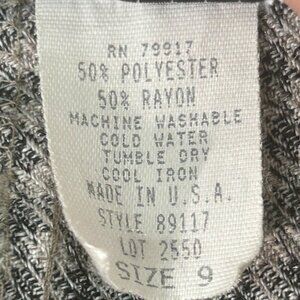 RN 79917
50% POLYESTER
50% RAYON
MACHINE WASHABLE
COLD WATER
TUMBLE DRY
COOL IRON
MADE IN U.S.A.
STYLE 89117
LOT 2550
SIZE 9